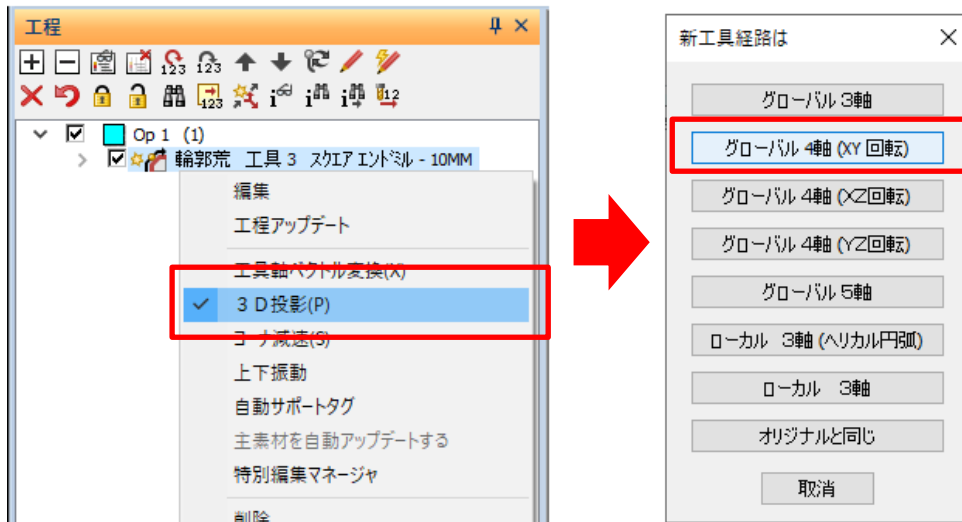 工程
Op 1 (1)
輪郭荒 工具 3 スクエアエンドミル - 10MM
編集
工程アップデート
工具軸ベクトル変換(X)
３Ｄ投影(P)
コーナ減速(S)
上下振動
自動サポートタグ
主素材を自動アップデートする
特別編集マネージャ
削除
新工具経路は
グローバル 3軸
グローバル 4軸 (XY 回転)
グローバル 4軸 (XZ回転)
グローバル 4軸 (YZ回転)
グローバル 5軸
ローカル 3軸 (ヘリカル円弧)
ローカル 3軸
オリジナルと同じ
取消